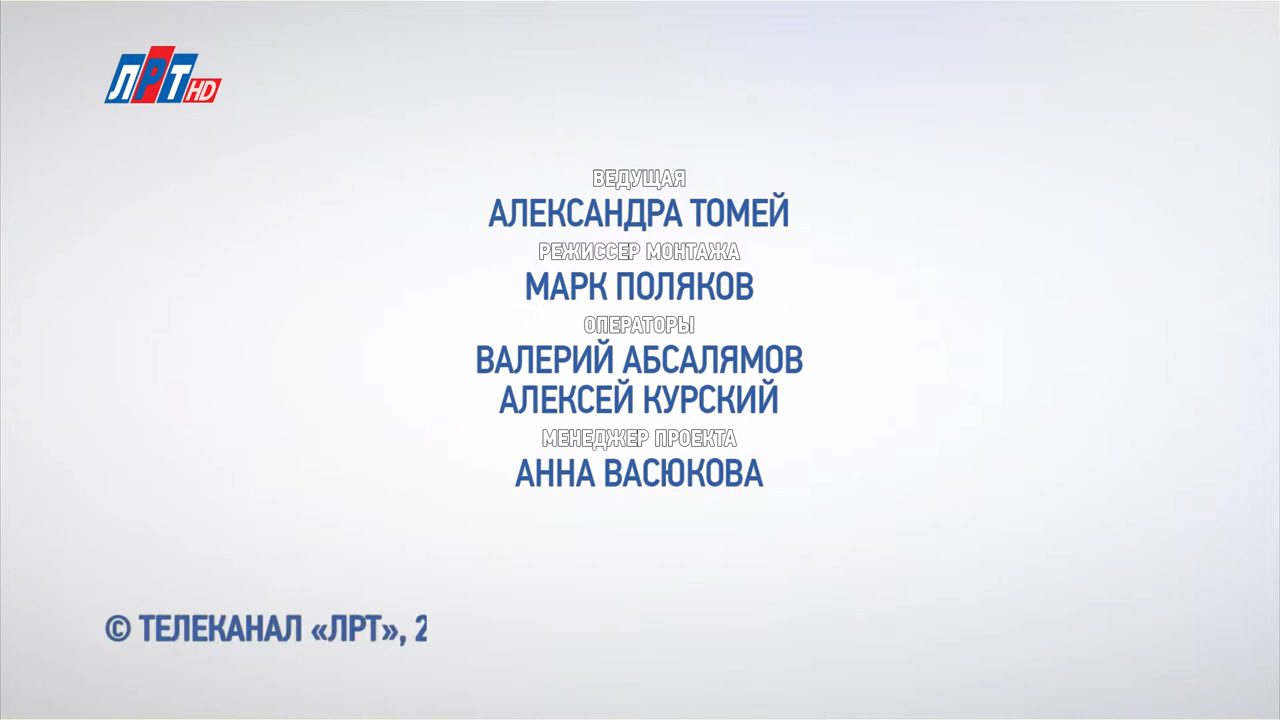 ЛРТ HD
ВЕДУЩАЯ
АЛЕКСАНДРА ТОМЕЙ
РЕЖИССЕР МОНТАЖА
МАРК ПОЛЯКОВ
ОПЕРАТОРЫ
ВАЛЕРИЙ АБСАЛЯМОВ
АЛЕКСЕЙ КУРСКИЙ
МЕНЕДЖЕР ПРОЕКТА
АННА ВАСЮКОВА
© ТЕЛЕКАНАЛ «ЛРТ», 2